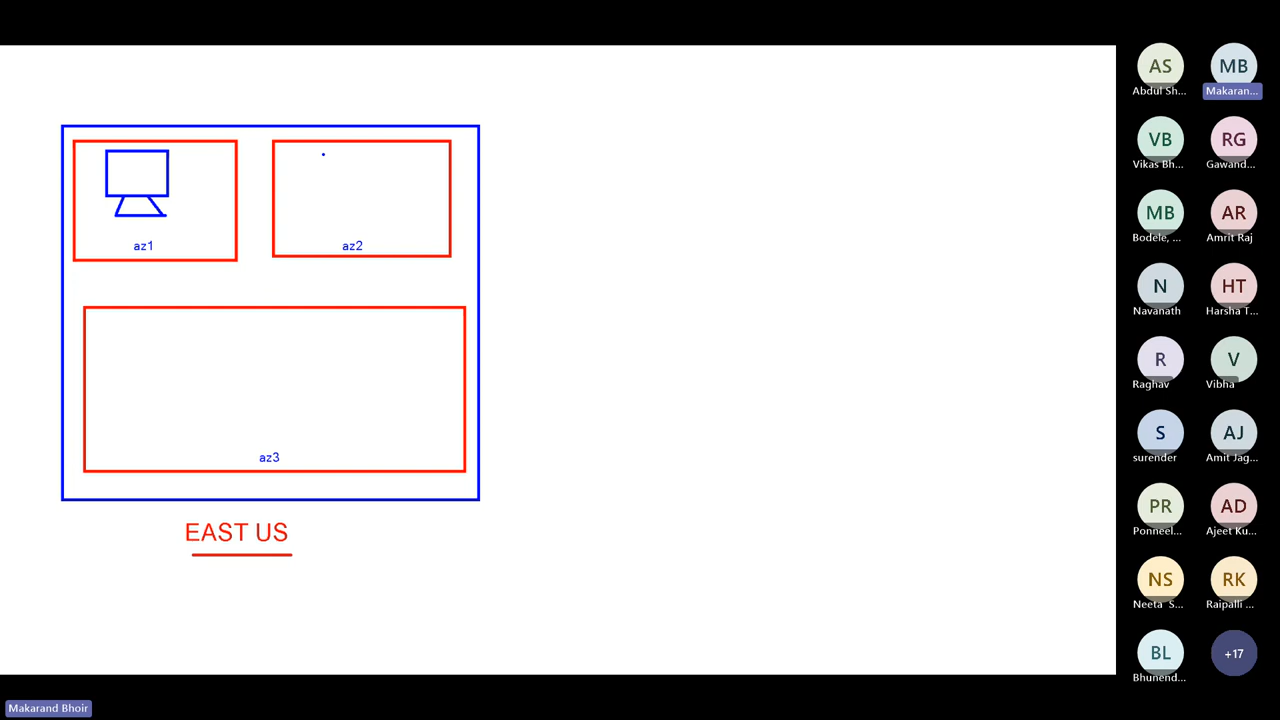 az1
az2
az3
EAST US
AS
Abdul Sh...
MB
Makaran...
VB
Vikas Bh...
RG
Gawand...
MB
Bodele, ...
AR
Amrit Raj
N
Navanath
HT
Harsha T...
R
Raghav
V
Vibha
S
surender
AJ
Amit Jag...
PR
Ponneel...
AD
Ajeet Ku...
NS
Neeta S...
RK
Raipalli ...
BL
Bhunend...
+17
Makarand Bhoir